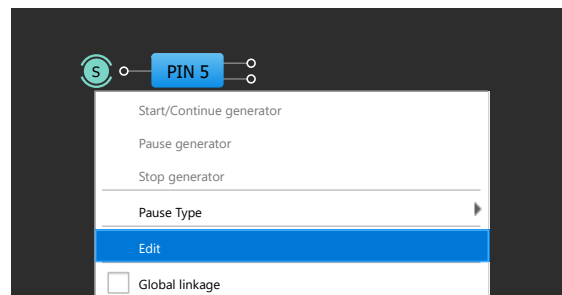 S PIN 5
Start/Continue generator
Pause generator
Stop generator
Pause Type
Edit
Global linkage